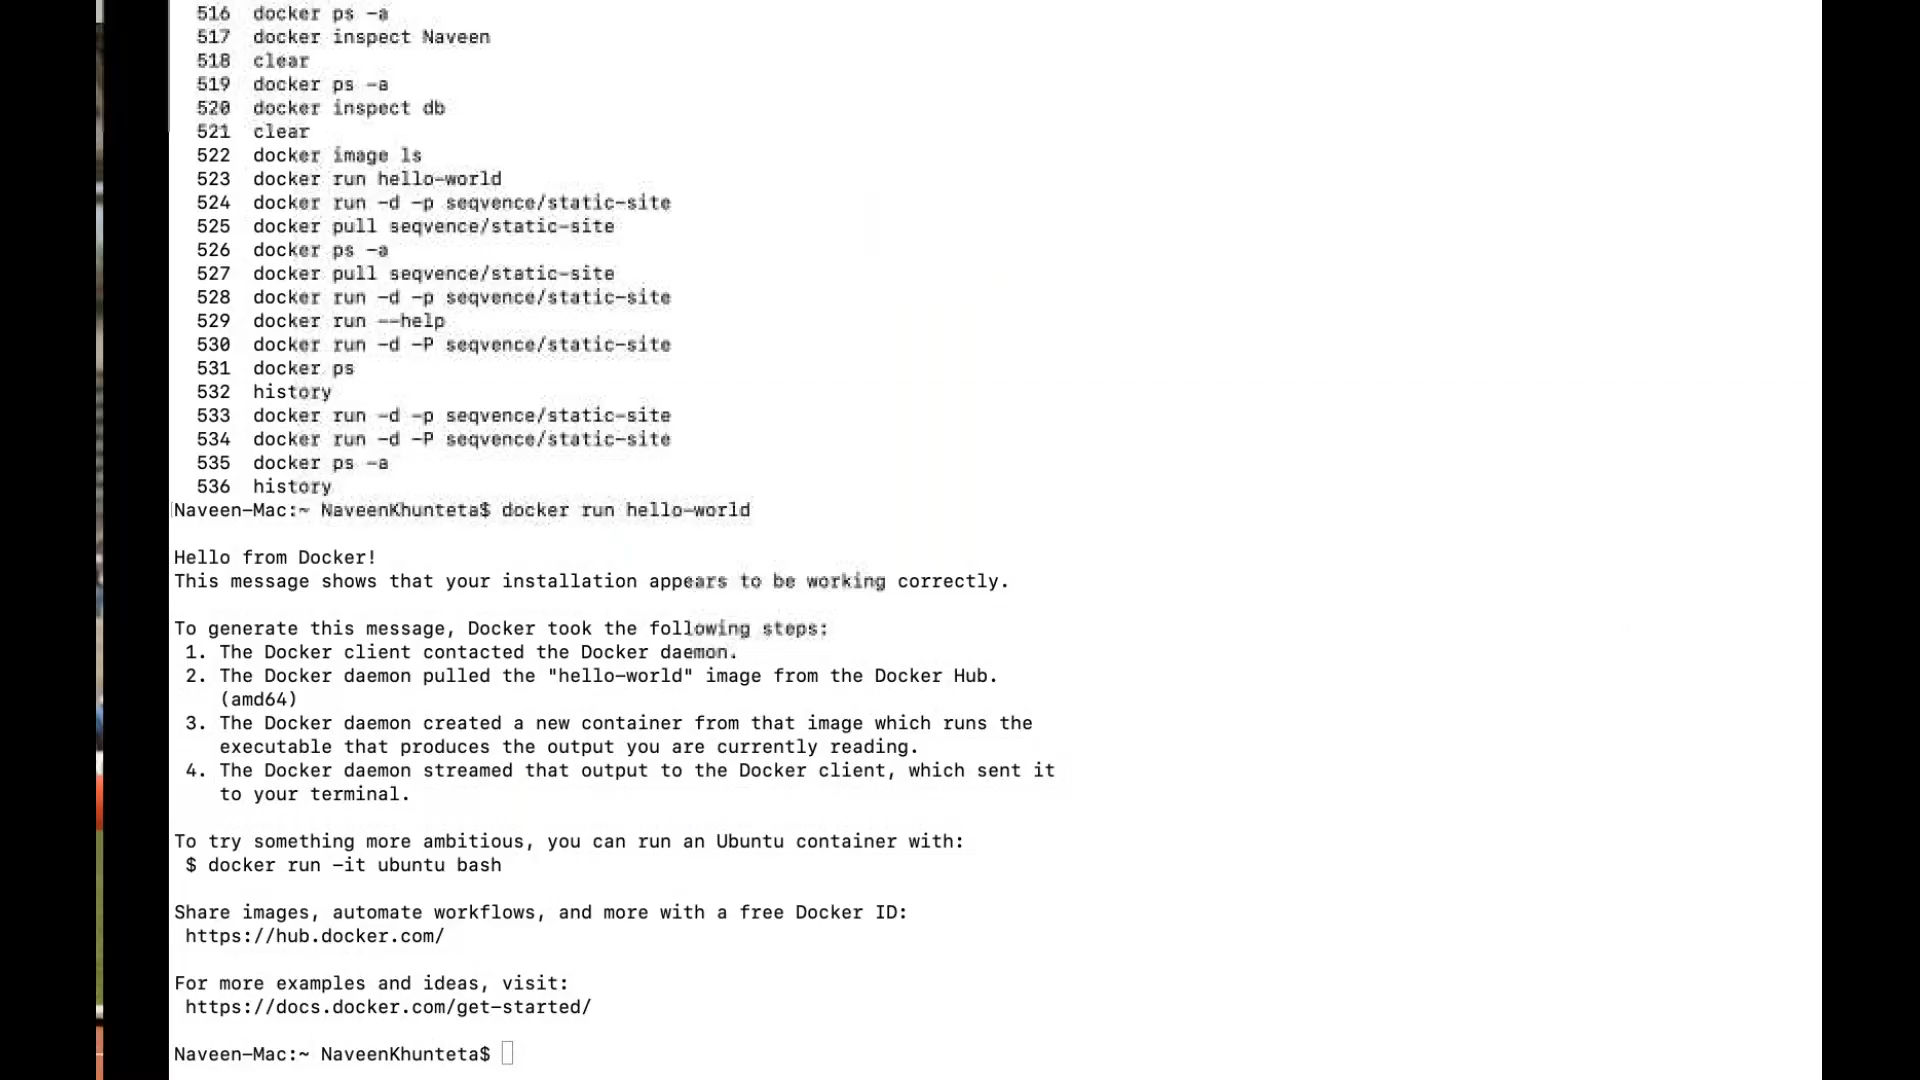 516 docker ps -a
517 docker inspect Naveen
518 clear
519 docker ps -a
520 docker inspect db
521 clear
522 docker image ls
523 docker run hello-world
524 docker run -d -p seqvence/static-site
525 docker pull seqvence/static-site
526 docker ps -a
527 docker pull seqvence/static-site
528 docker run -d -p seqvence/static-site
529 docker run --help
530 docker run -d -P seqvence/static-site
531 docker ps
532 history
533 docker run -d -p seqvence/static-site
534 docker run -d -P seqvence/static-site
535 docker ps -a
536 history
Naveen-Mac:~ NaveenKhunteta$ docker run hello-world
Hello from Docker!
This message shows that your installation appears to be working correctly.
To generate this message, Docker took the following steps:
1. The Docker client contacted the Docker daemon.
2. The Docker daemon pulled the "hello-world" image from the Docker Hub.
(amd64)
3. The Docker daemon created a new container from that image which runs the
executable that produces the output you are currently reading.
4. The Docker daemon streamed that output to the Docker client, which sent it
to your terminal.
To try something more ambitious, you can run an Ubuntu container with:
$ docker run -it ubuntu bash
Share images, automate workflows, and more with a free Docker ID:
https://hub.docker.com/
For more examples and ideas, visit:
https://docs.docker.com/get-started/
Naveen-Mac:~ NaveenKhunteta$